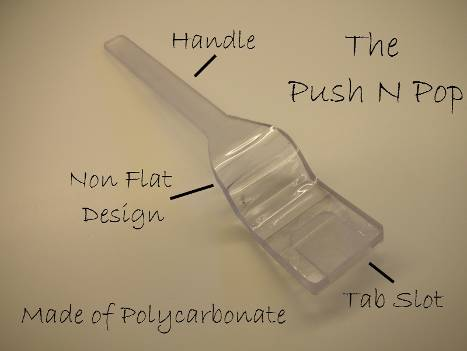 Handle
The
Push N Pop
Non Flat
Design
Tab Slot
Made of Polycarbonate